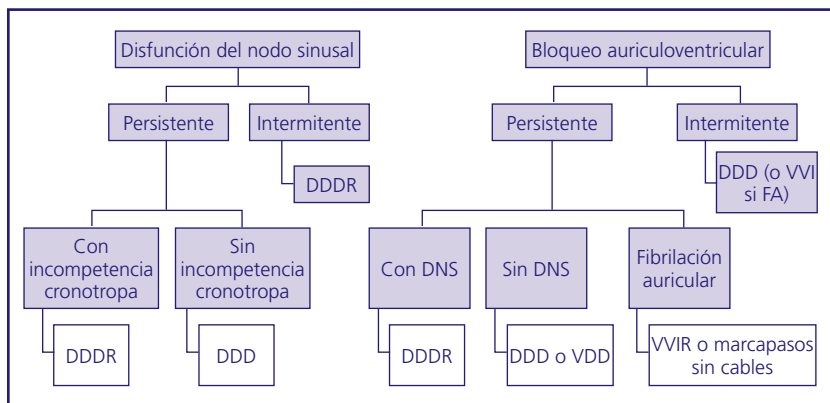 Disfunción del nodo sinusal
Bloqueo auriculoventricular
Persistente
Intermitente
Persistente
Intermitente
DDDR
DDD (o VVI
si FA)
Con
incompetencia
cronotropa
Sin
incompetencia
cronotropa
Con DNS
Sin DNS
Fibrilación
auricular
DDDR
DDD
DDDR
DDD o VDD
VVIR o marcapasos
sin cables